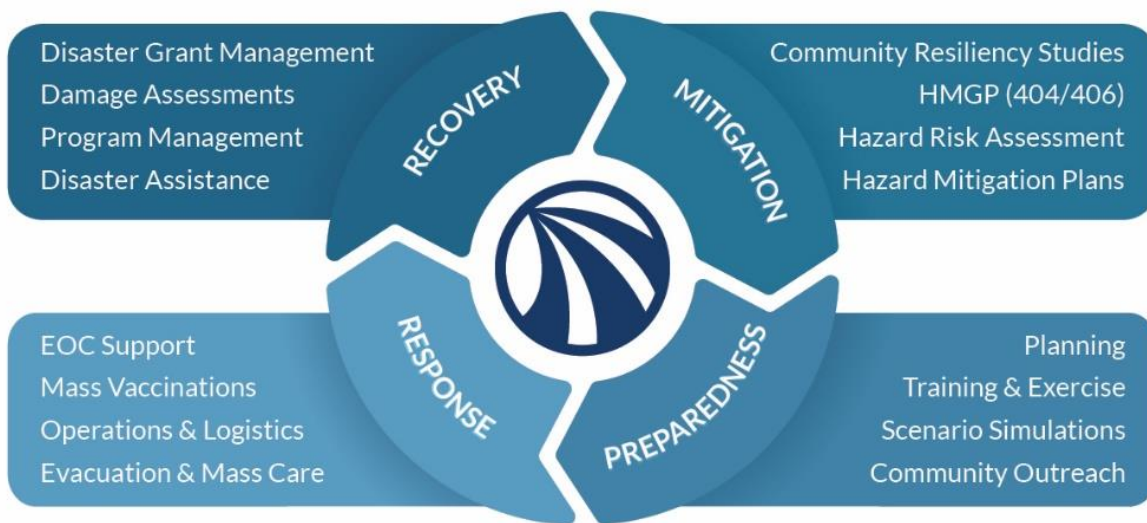 Disaster Grant Management
Damage Assessments
Program Management
Disaster Assistance
RECOVERY
MITIGATION
Community Resiliency Studies
HMGP (404/406)
Hazard Risk Assessment
Hazard Mitigation Plans
EOC Support
Mass Vaccinations
Operations & Logistics
Evacuation & Mass Care
RESPONSE
PREPAREDNESS
Planning
Training & Exercise
Scenario Simulations
Community Outreach